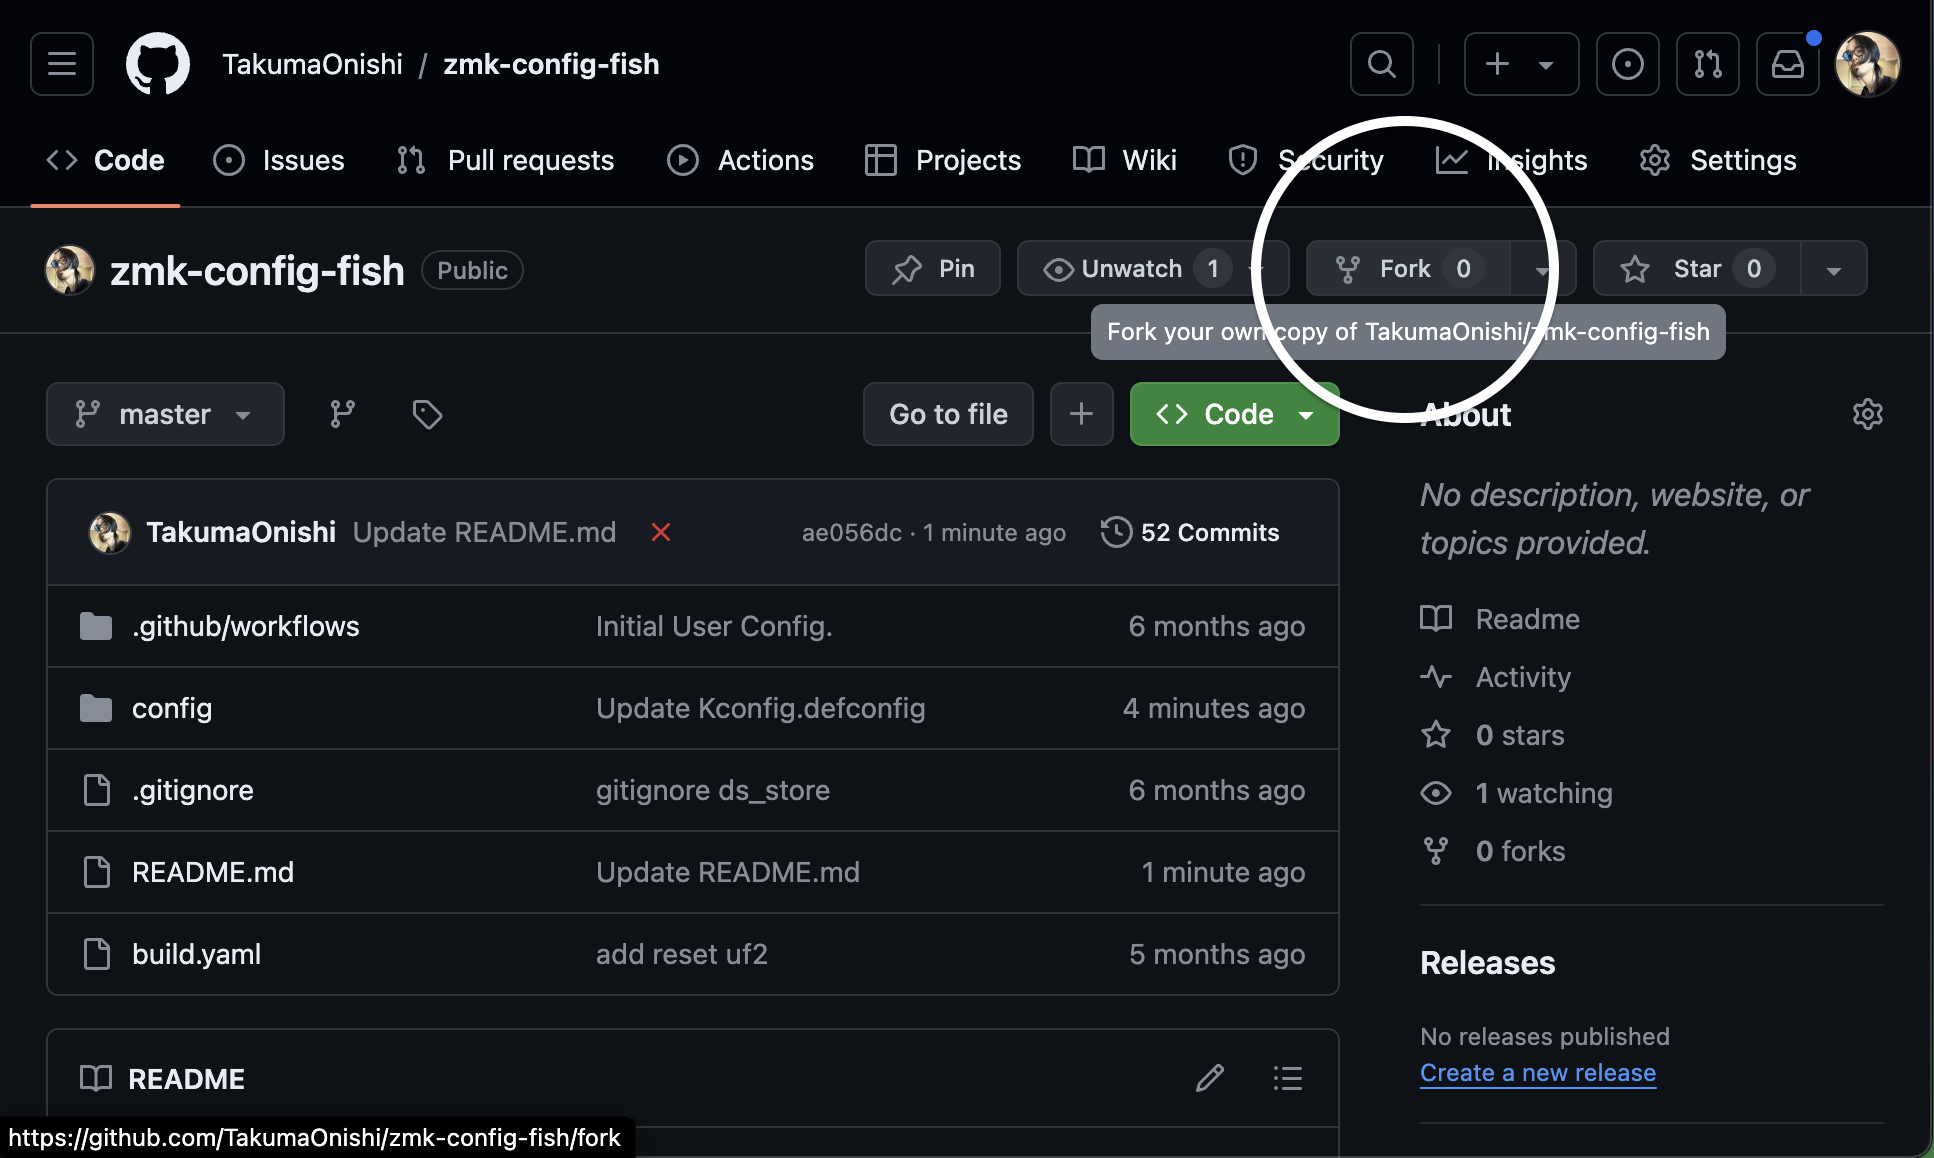 TakumaOnishi / zmk-config-fish
Code Issues Pull requests Actions Projects Wiki Security Insights Settings
zmk-config-fish Public Pin Unwatch 1 Fork 0 Star 0
Fork your own copy of TakumaOnishi/zmk-config-fish
master Go to file Code
TakumaOnishi Update README.md ae056dc · 1 minute ago 52 Commits
.github/workflows Initial User Config. 6 months ago
config Update Kconfig.defconfig 4 minutes ago
.gitignore gitignore ds_store 6 months ago
README.md Update README.md 1 minute ago
build.yaml add reset uf2 5 months ago
README
About
No description, website, or
topics provided.
Readme
Activity
0 stars
1 watching
0 forks
Releases
No releases published
Create a new release
https://github.com/TakumaOnishi/zmk-config-fish/fork